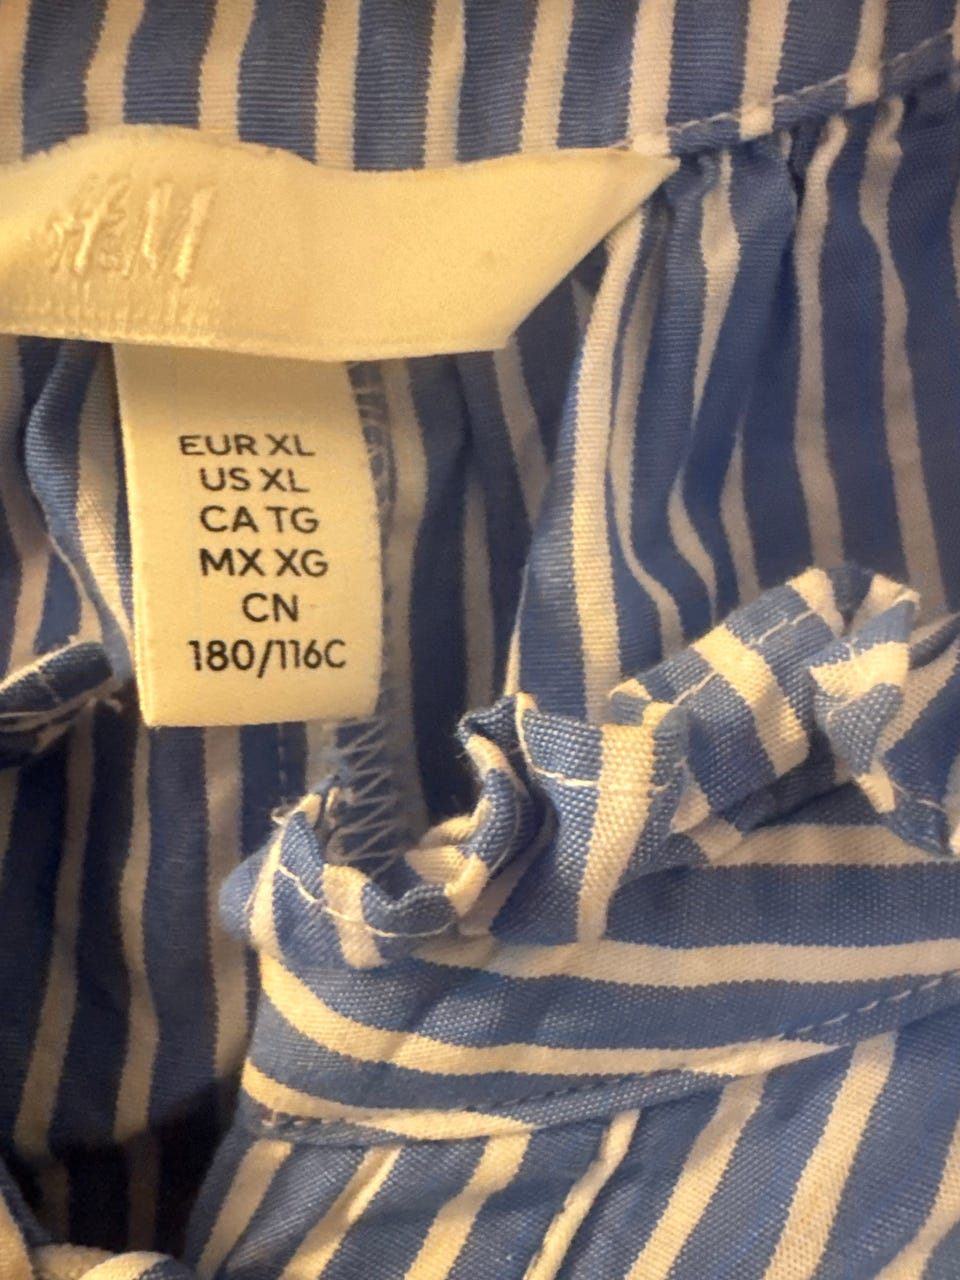 H&M
EUR XL
US XL
CA TG
MX XG
CN
180/116C